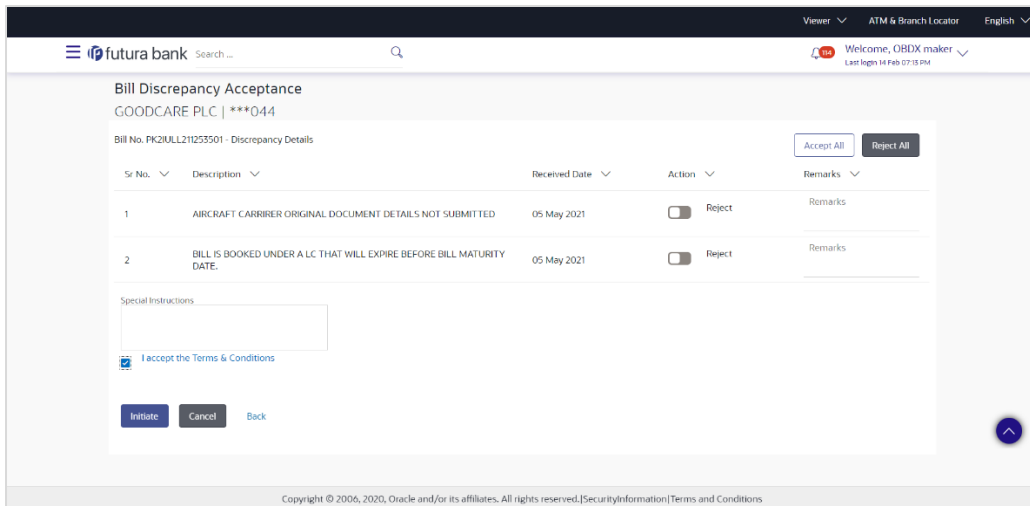 Viewer ATM & Branch Locator English
futura bank Search ... 114 Welcome, OBDX maker
Last login 14 Feb 07:15 PM
Bill Discrepancy Acceptance
GOODCARE PLC | ***044
Bill No. PK2IULL211253501 - Discrepancy Details Accept All Reject All
Sr No. Description Received Date Action Remarks
1 AIRCRAFT CARRIRER ORIGINAL DOCUMENT DETAILS NOT SUBMITTED 05 May 2021 Reject Remarks
2 BILL IS BOOKED UNDER A LC THAT WILL EXPIRE BEFORE BILL MATURITY DATE. 05 May 2021 Reject Remarks
Special Instructions
I accept the Terms & Conditions
Initiate Cancel Back
Copyright © 2006, 2020, Oracle and/or its affiliates. All rights reserved.|SecurityInformation|Terms and Conditions